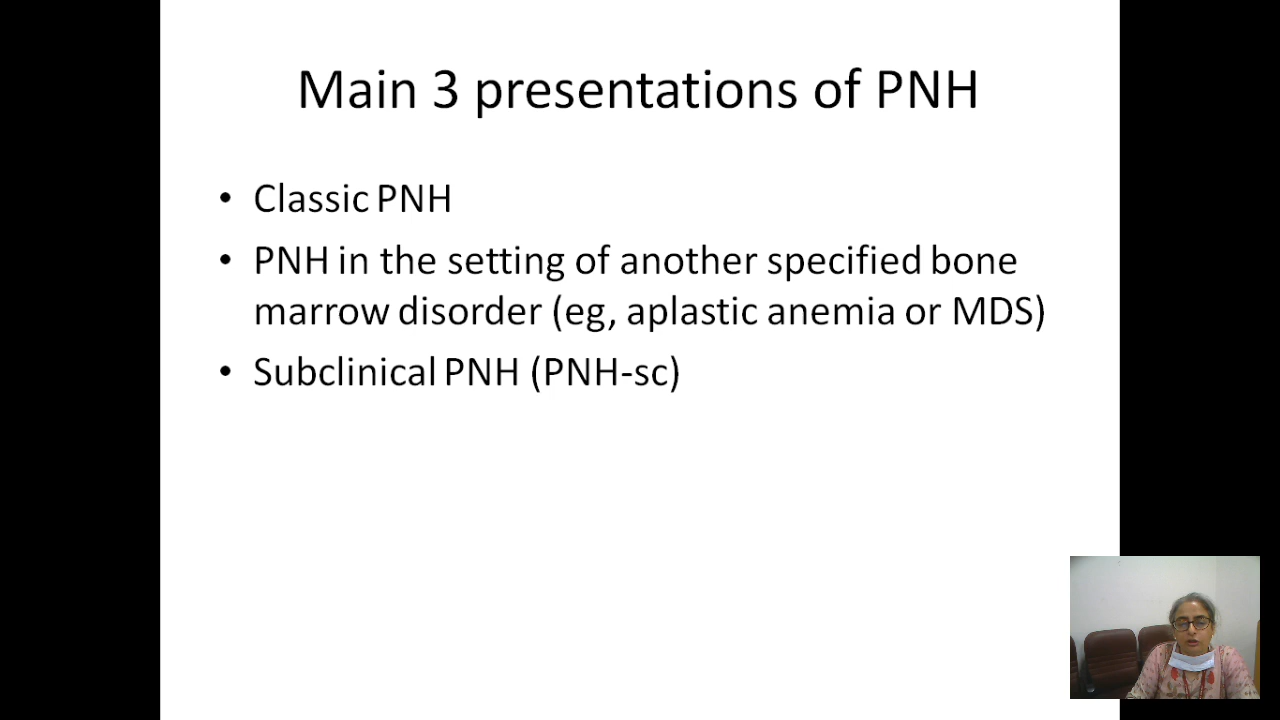 Main 3 presentations of PNH
• Classic PNH
• PNH in the setting of another specified bone
marrow disorder (eg, aplastic anemia or MDS)
• Subclinical PNH (PNH-sc)